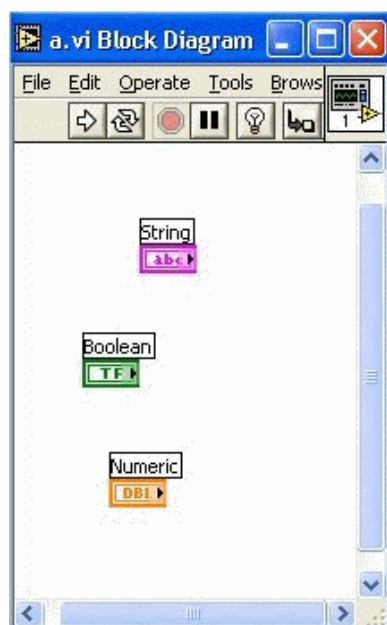 a.vi Block Diagram
File Edit Operate Tools Brows
1
String
abc
Boolean
TF
Numeric
DBL